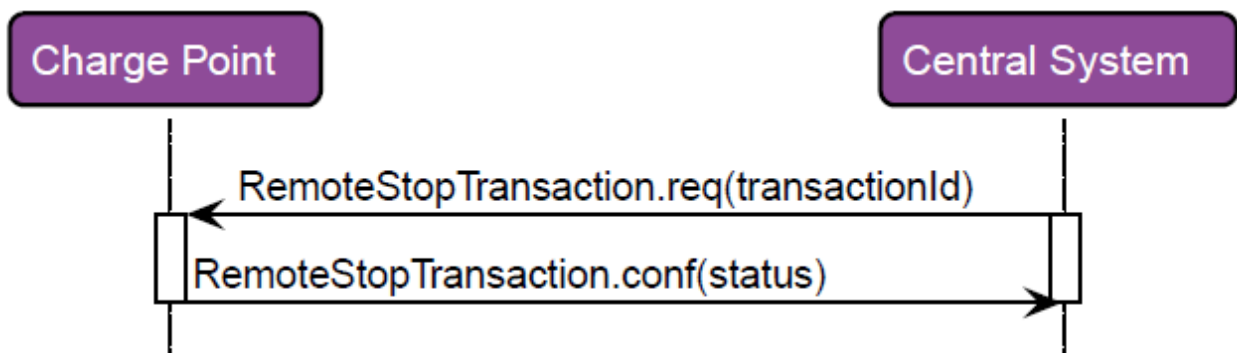 Charge Point
Central System
RemoteStopTransaction.req(transactionId)
RemoteStopTransaction.conf(status)